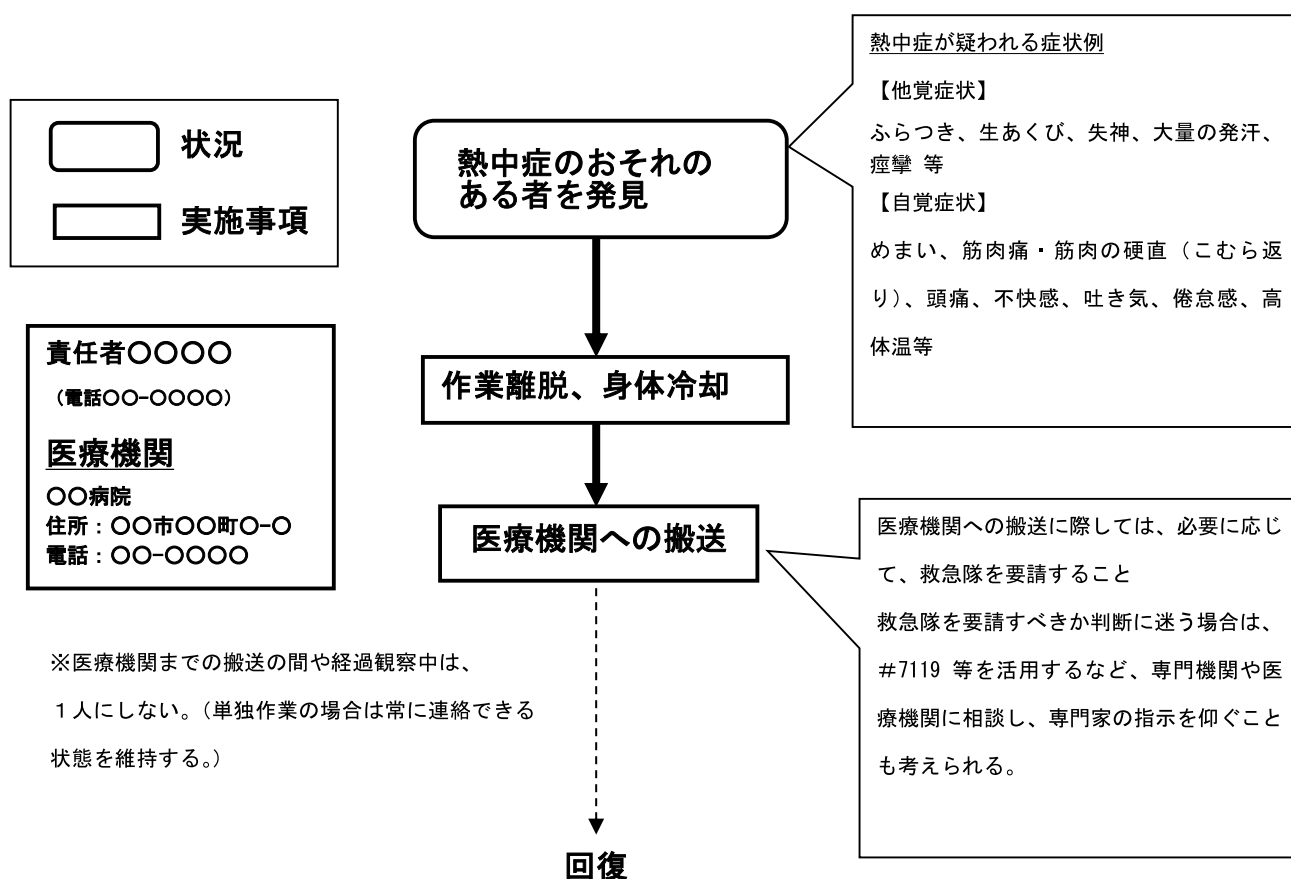 状況
実施事項
責任者〇〇〇〇
（電話〇〇-〇〇〇〇）
医療機関
〇〇病院
住所：〇〇市〇〇町〇-〇
電話：〇〇-〇〇〇〇
※医療機関までの搬送の間や経過観察中は、
１人にしない。（単独作業の場合は常に連絡できる
状態を維持する。）
熱中症のおそれの
ある者を発見
作業離脱、身体冷却
医療機関への搬送
回復
熱中症が疑われる症状例
【他覚症状】
ふらつき、生あくび、失神、大量の発汗、
痙攣 等
【自覚症状】
めまい、筋肉痛・筋肉の硬直（こむら返
り）、頭痛、不快感、吐き気、倦怠感、高
体温等
医療機関への搬送に際しては、必要に応じ
て、救急隊を要請すること
救急隊を要請すべきか判断に迷う場合は、
＃7119 等を活用するなど、専門機関や医
療機関に相談し、専門家の指示を仰ぐこと
も考えられる。